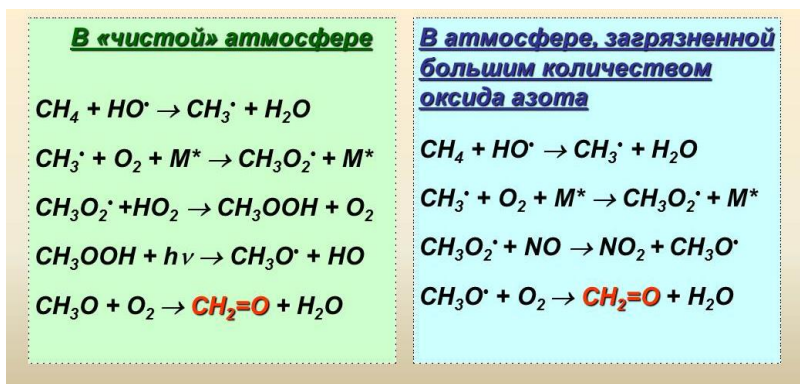 В «чистой» атмосфере
CH₄ + HO• → CH₃• + H₂O
CH₃• + O₂ + M* → CH₃O₂• + M*
CH₃O₂• +HO₂ → CH₃OOH + O₂
CH₃OOH + hν → CH₃O• + HO
CH₃O + O₂ → CH₂=O + H₂O
В атмосфере, загрязненной
большим количеством
оксида азота
CH₄ + HO• → CH₃• + H₂O
CH₃• + O₂ + M* → CH₃O₂• + M*
CH₃O₂• + NO → NO₂ + CH₃O•
CH₃O• + O₂ → CH₂=O + H₂O